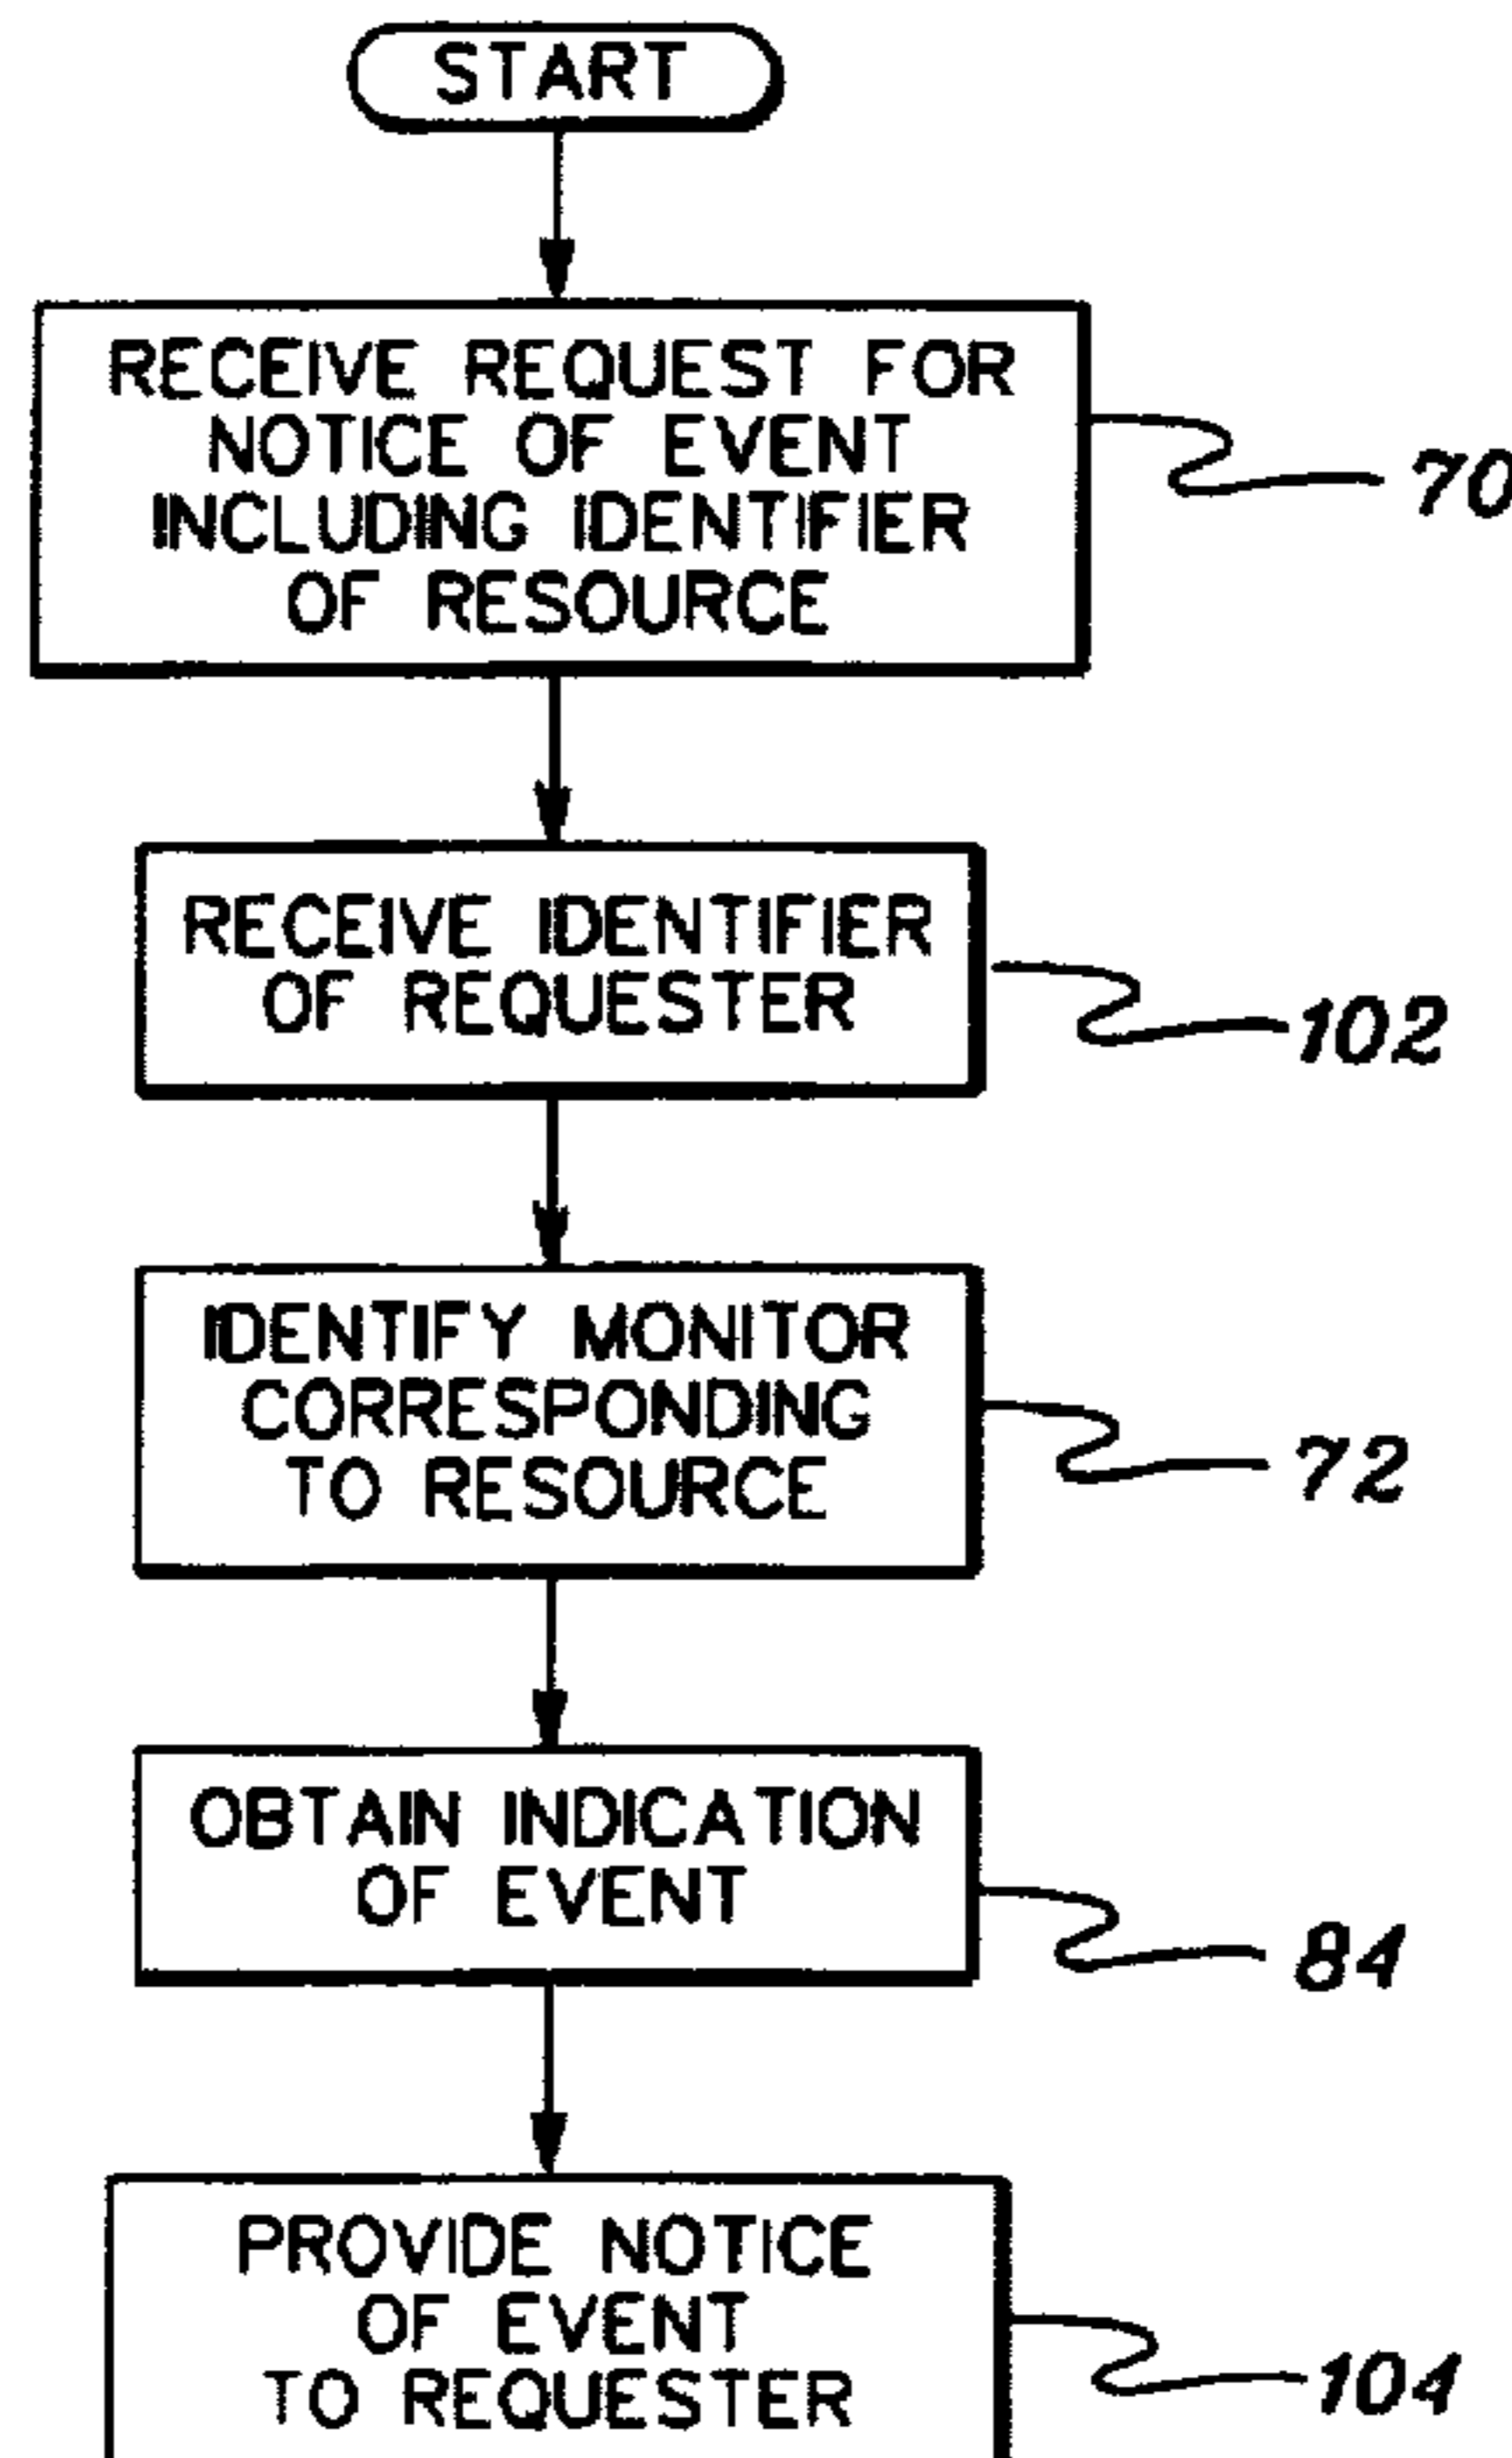 START
RECEIVE REQUEST FOR
NOTICE OF EVENT
INCLUDING IDENTIFIER
OF RESOURCE
70
RECEIVE IDENTIFIER
OF REQUESTER
102
IDENTIFY MONITOR
CORRESPONDING
TO RESOURCE
72
OBTAIN INDICATION
OF EVENT
84
PROVIDE NOTICE
OF EVENT
TO REQUESTER
104